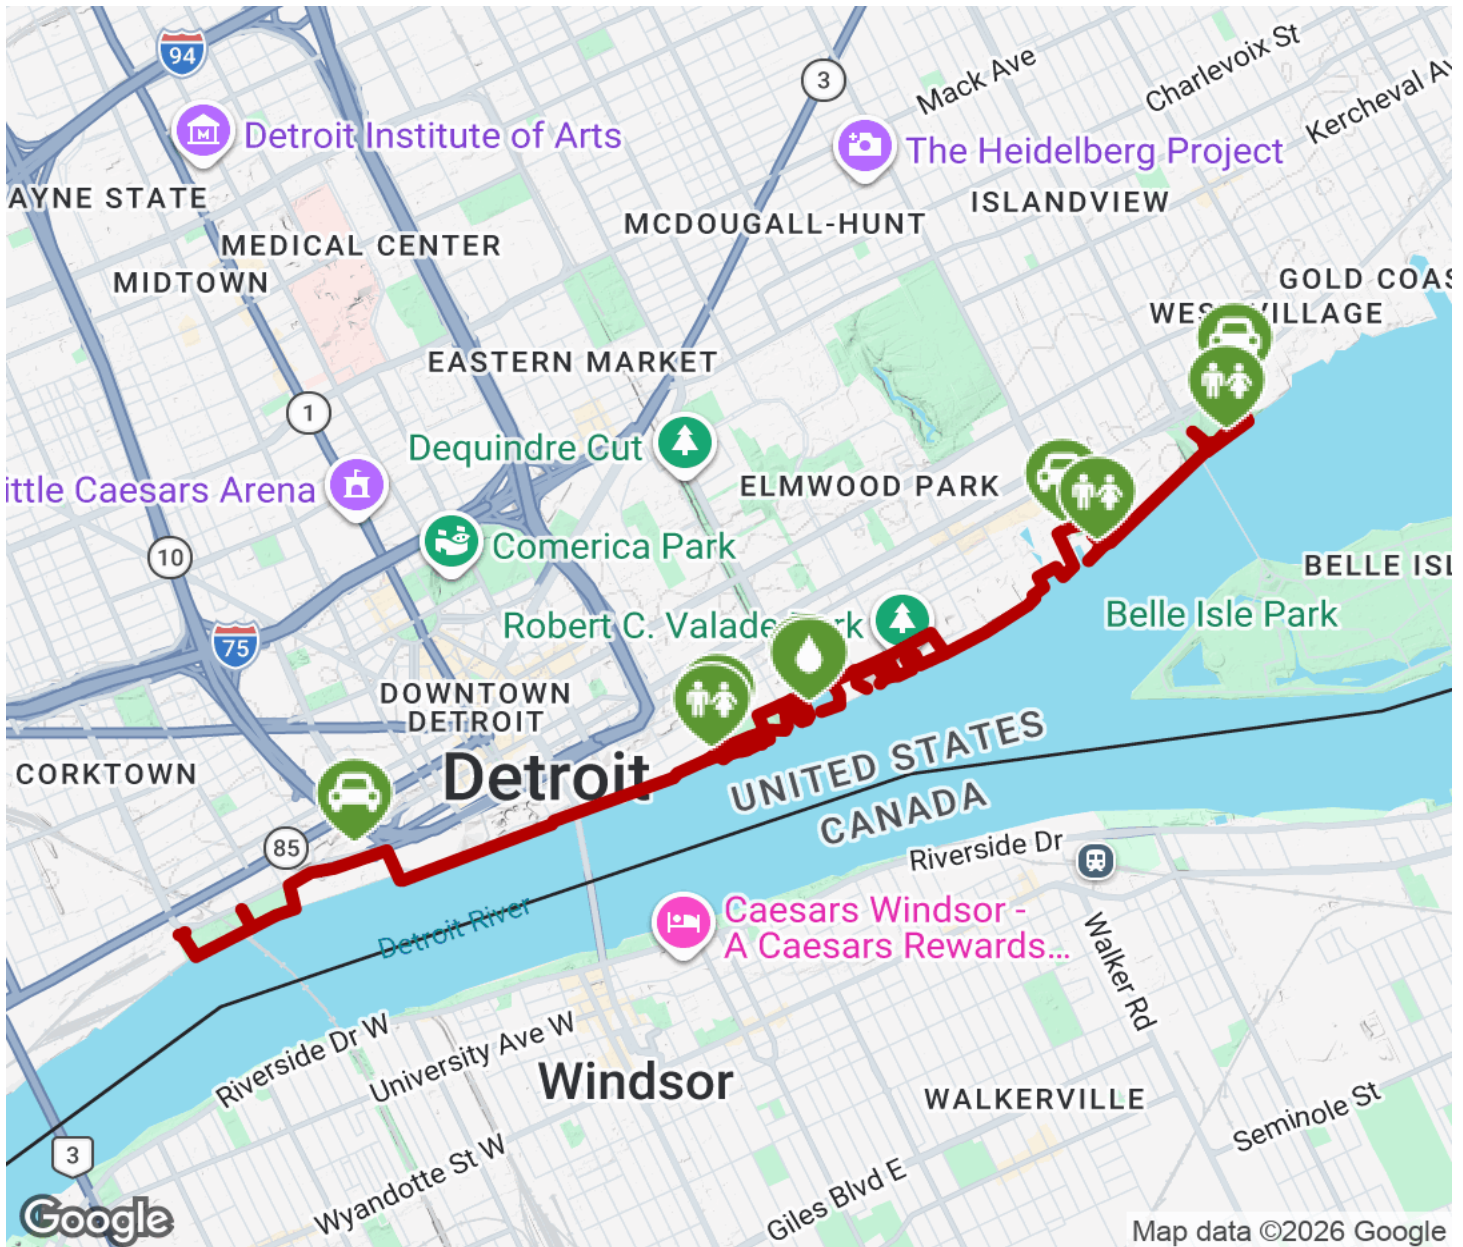 94
3
Mack Ave
Charlevoix St
Kercheval Av
Detroit Institute of Arts
The Heidelberg Project
AYNE STATE
ISLANDVIEW
MCDOUGALL-HUNT
MEDICAL CENTER
MIDTOWN
GOLD COAS
VILLAGE
EASTERN MARKET
1
Dequindre Cut
ELMWOOD PARK
ittle Caesars Arena
10
Comerica Park
BELLE ISL
Belle Isle Park
Robert C. Valade
75
DOWNTOWN
DETROIT
Detroit
UNITED STATES
CANADA
CORKTOWN
85
Riverside Dr
Detroit River
Caesars Windsor -
A Caesars Rewards...
Walker Rd
Riverside Dr W
University Ave W
Windsor
WALKERVILLE
Seminole St
3
Wyandotte St W
Giles Blvd E
Google
Map data ©2026 Google